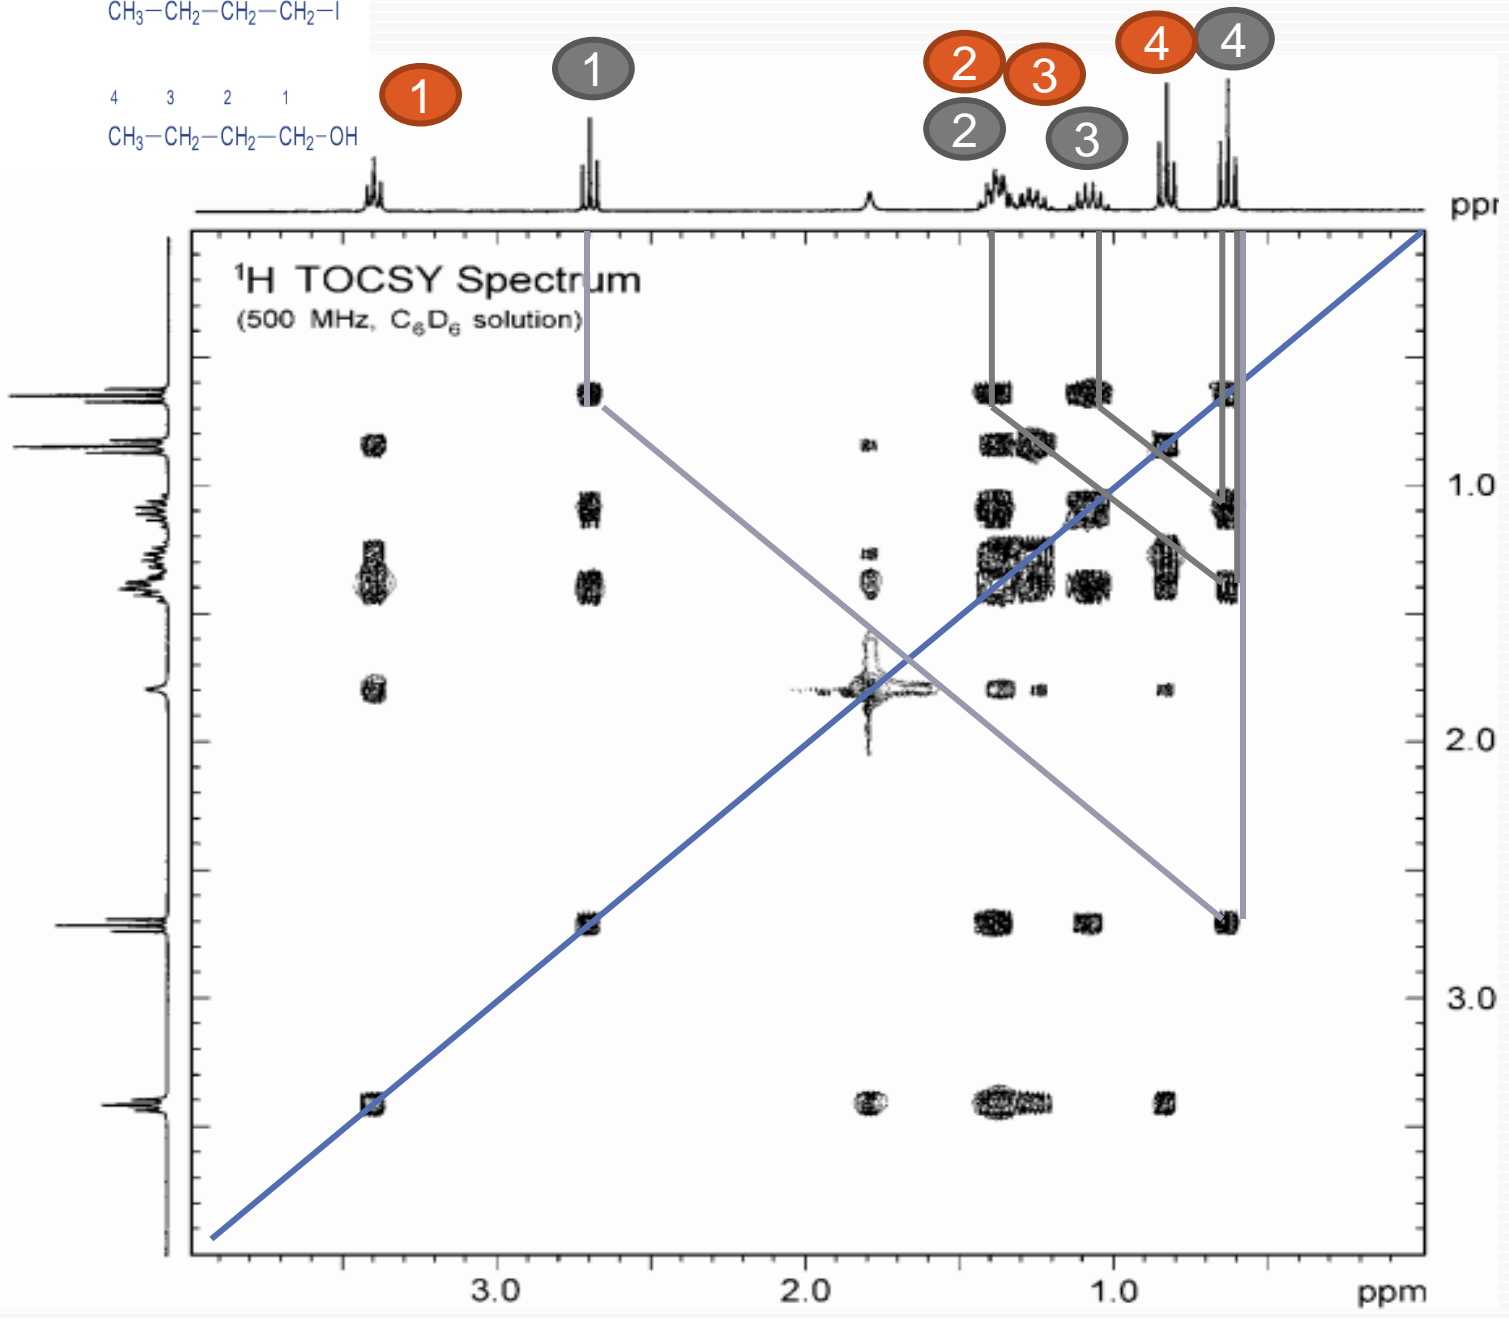 CH₃–CH₂–CH₂–CH₂–I
4 3 2 1
CH₃–CH₂–CH₂–CH₂–OH
1
1
2
3
2
3
4
4
ppm
¹H TOCSY Spectrum
(500 MHz, C₆D₆ solution)
1.0
2.0
3.0
3.0 2.0 1.0 ppm